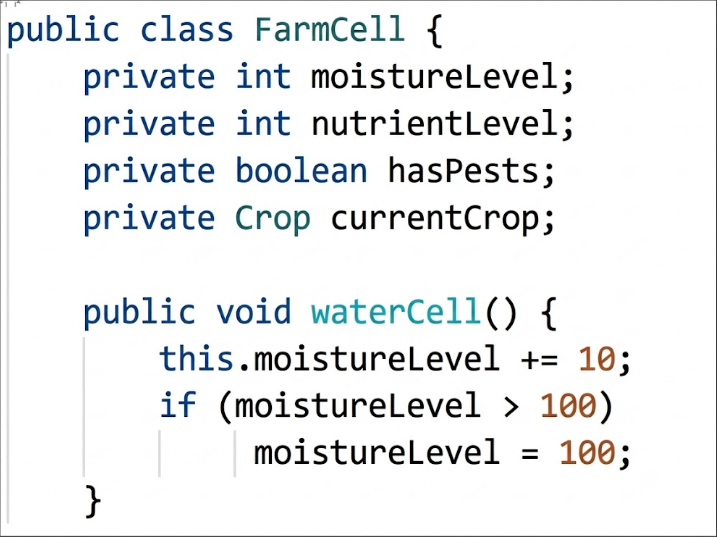 public class FarmCell {
    private int moistureLevel;
    private int nutrientLevel;
    private boolean hasPests;
    private Crop currentCrop;

    public void waterCell() {
        this.moistureLevel += 10;
        if (moistureLevel > 100)
            moistureLevel = 100;
    }